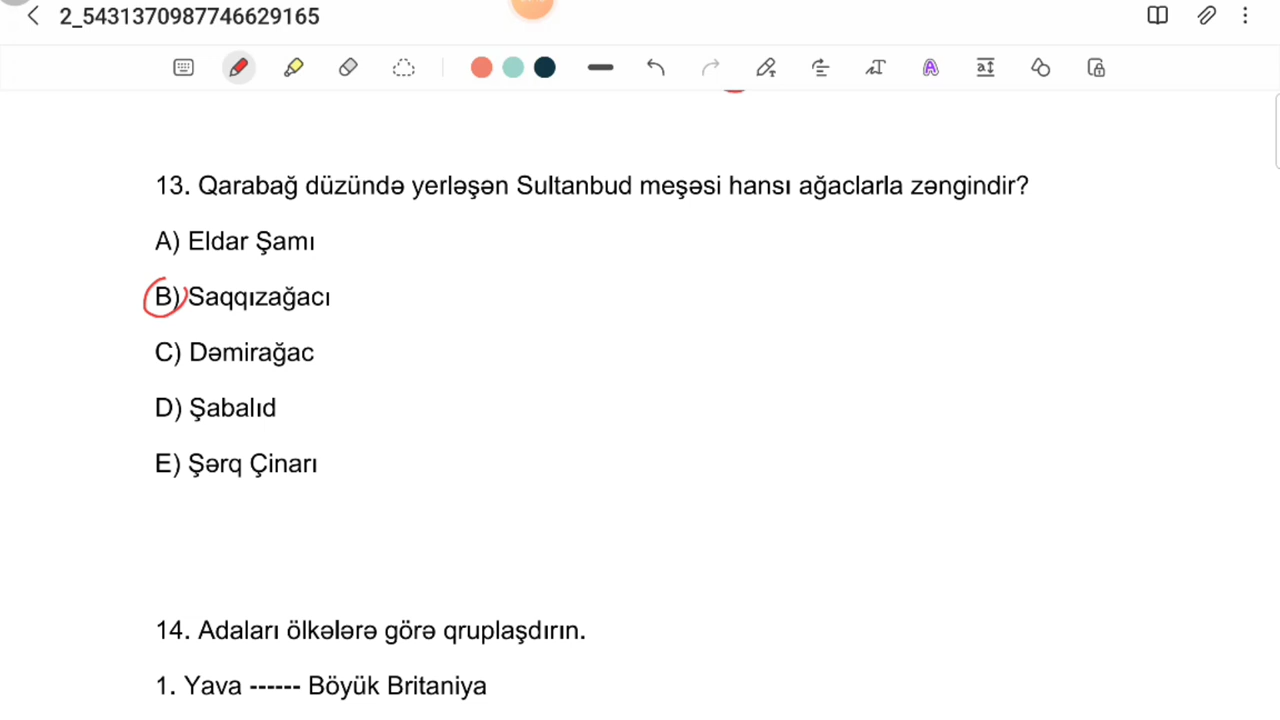 2_5431370987746629165
13. Qarabağ düzündə yerləşən Sultanbud meşəsi hansı ağaclarla zəngindir?
A) Eldar Şamı
B) Saqqızağacı
C) Dəmirağac
D) Şabalıd
E) Şərq Çinarı
14. Adaları ölkələrə görə qruplaşdırın.
1. Yava ------ Böyük Britaniya